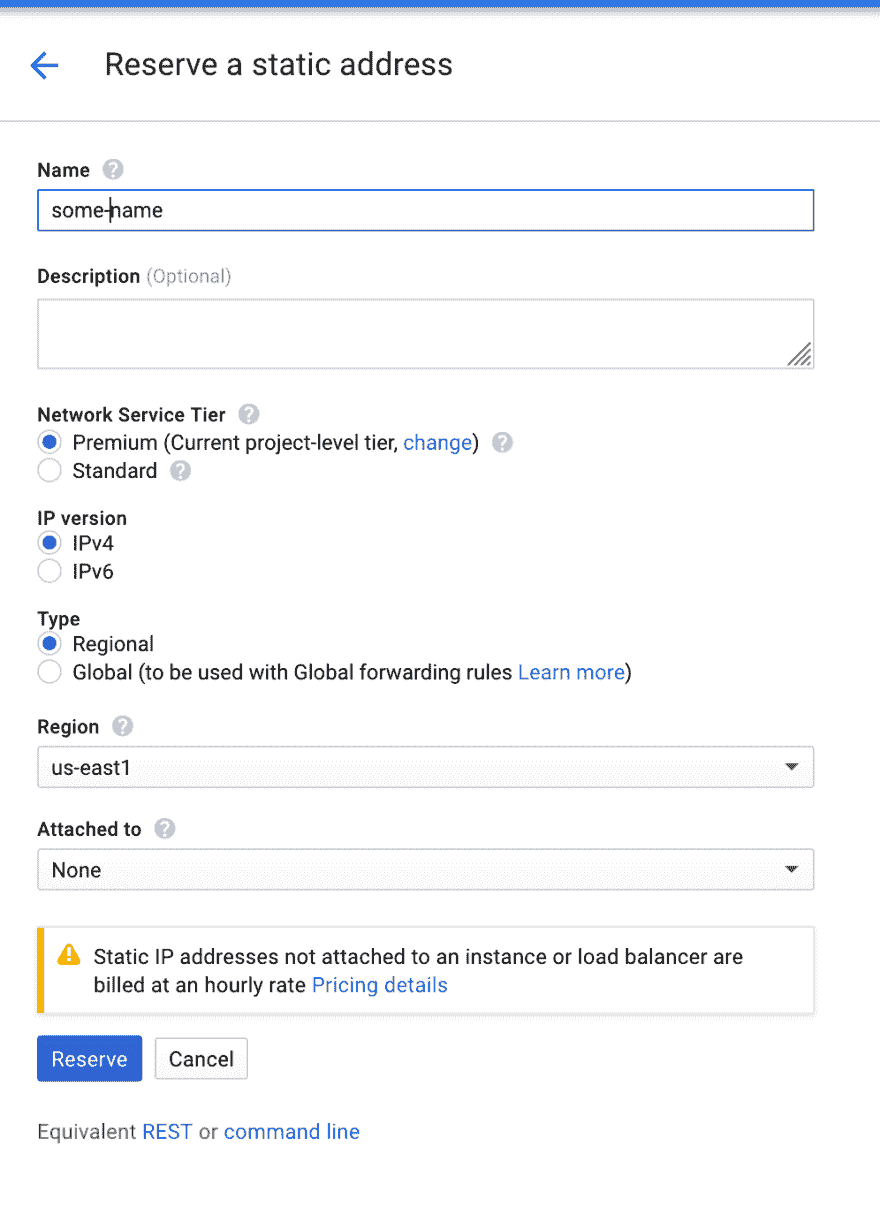 Reserve a static address
Name ?
some-name
Description (Optional)
Network Service Tier ?
Premium (Current project-level tier, change) ?
Standard ?
IP version
IPv4
IPv6
Type
Regional
Global (to be used with Global forwarding rules Learn more)
Region ?
us-east1
Attached to ?
None
Static IP addresses not attached to an instance or load balancer are
billed at an hourly rate Pricing details
Reserve Cancel
Equivalent REST or command line